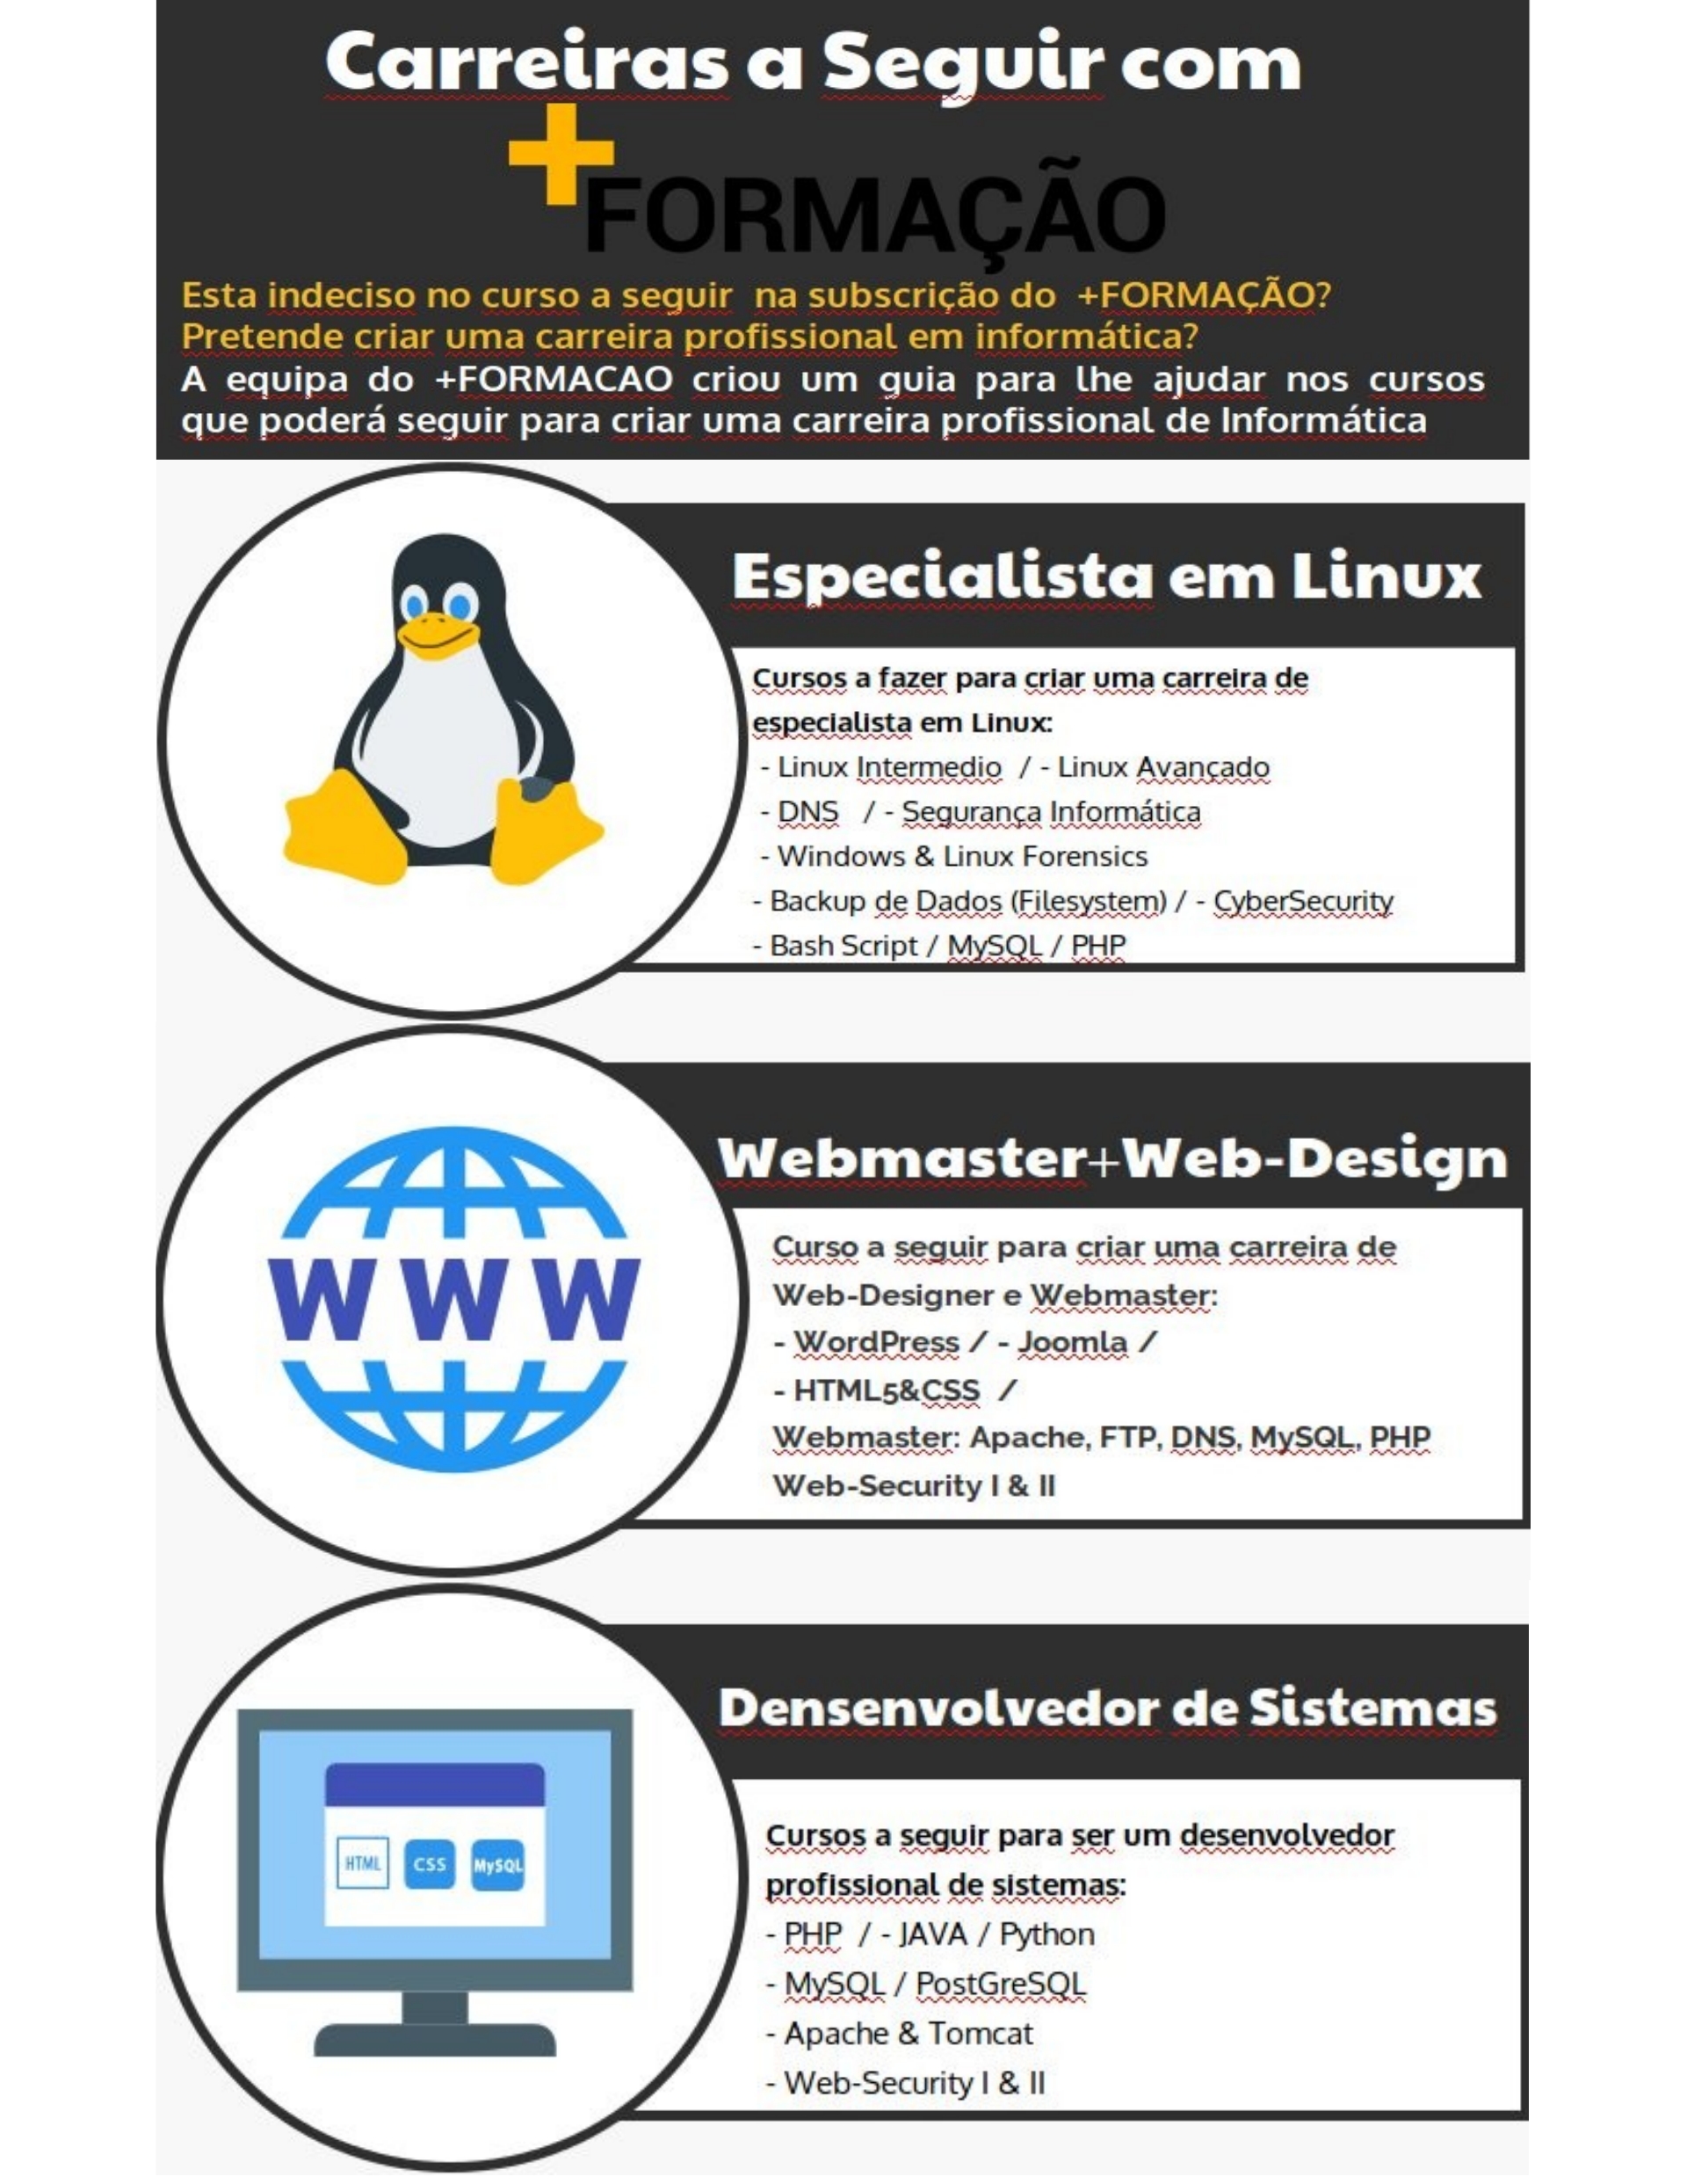 Carreiras a Seguir com
+FORMAÇÃO
Esta indeciso no curso a seguir na subscrição do +FORMAÇÃO?
Pretende criar uma carreira profissional em informática?
A equipa do +FORMACAO criou um guia para lhe ajudar nos cursos
que poderá seguir para criar uma carreira profissional de Informática
Especialista em Linux
Cursos a fazer para criar uma carreira de
especialista em Linux:
- Linux Intermedio / - Linux Avançado
- DNS / - Segurança Informática
- Windows & Linux Forensics
- Backup de Dados (Filesystem) / - CyberSecurity
- Bash Script / MySQL / PHP
WWW
Webmaster+Web-Design
Curso a seguir para criar uma carreira de
Web-Designer e Webmaster:
- WordPress / - Joomla /
- HTML5&CSS /
Webmaster: Apache, FTP, DNS, MySQL, PHP
Web-Security I & II
Densenvolvedor de Sistemas
HTML CSS MySQL
Cursos a seguir para ser um desenvolvedor
profissional de sistemas:
- PHP / - JAVA / Python
- MySQL / PostGreSQL
- Apache & Tomcat
- Web-Security I & II